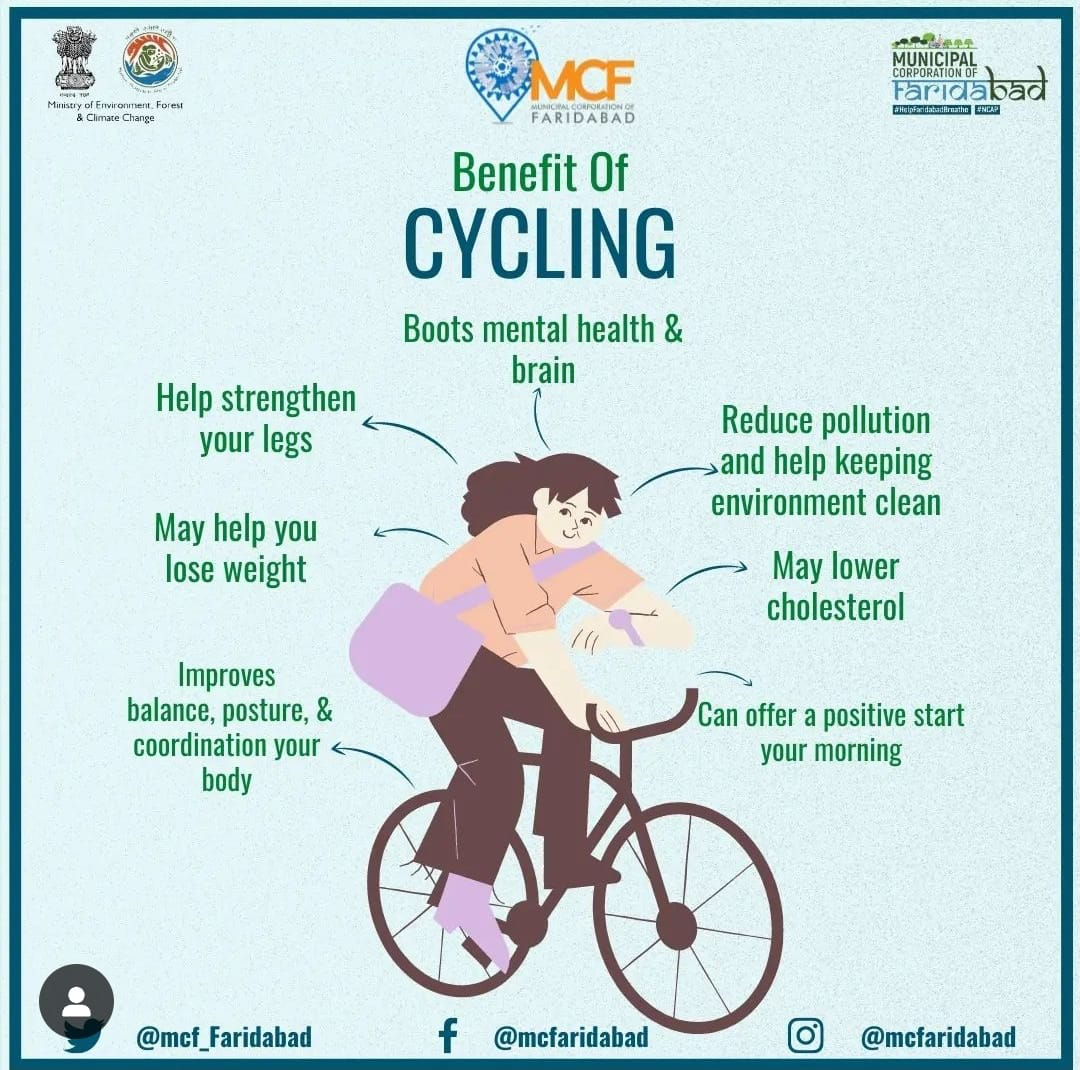 Ministry of Environment, Forest
& Climate Change
MCF
MUNICIPAL CORPORATION OF
FARIDABAD
MUNICIPAL
CORPORATION OF
Faridabad
#HelpFaridabadBreathe #NCAP
Benefit Of
CYCLING
Boots mental health &
brain
Help strengthen
your legs
Reduce pollution
and help keeping
environment clean
May help you
lose weight
May lower
cholesterol
Improves
balance, posture, &
coordination your
body
Can offer a positive start
your morning
@mcf_Faridabad
@mcfaridabad
@mcfaridabad